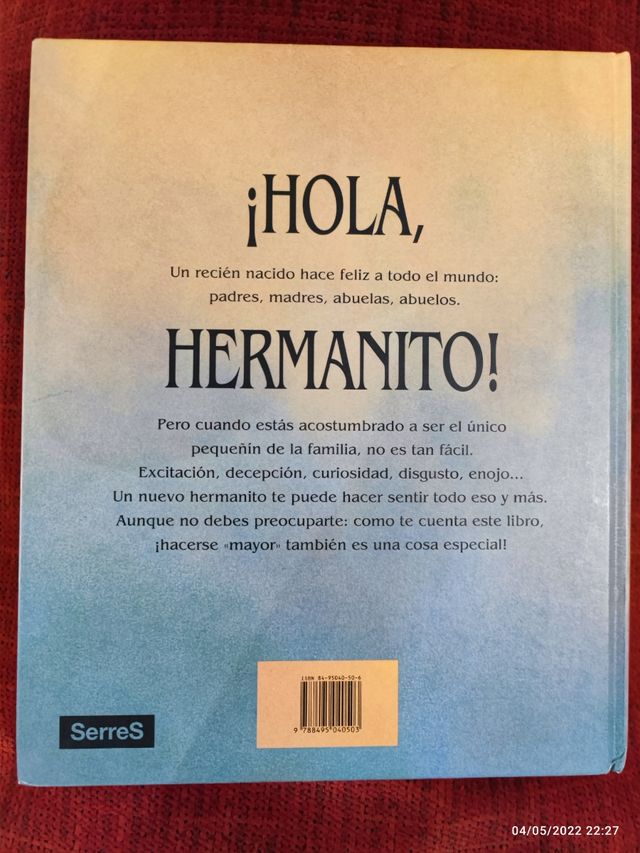 ¡HOLA,
Un recién nacido hace feliz a todo el mundo:
padres, madres, abuelas, abuelos.
HERMANITO!
Pero cuando estás acostumbrado a ser el único
pequeñín de la familia, no es tan fácil.
Excitación, decepción, curiosidad, disgusto, enojo...
Un nuevo hermanito te puede hacer sentir todo eso y más.
Aunque no debes preocuparte: como te cuenta este libro,
¡hacerse «mayor» también es una cosa especial!
ISBN 84-95040-50-6
9 788495 040503
SerreS
04/05/2022 22:27